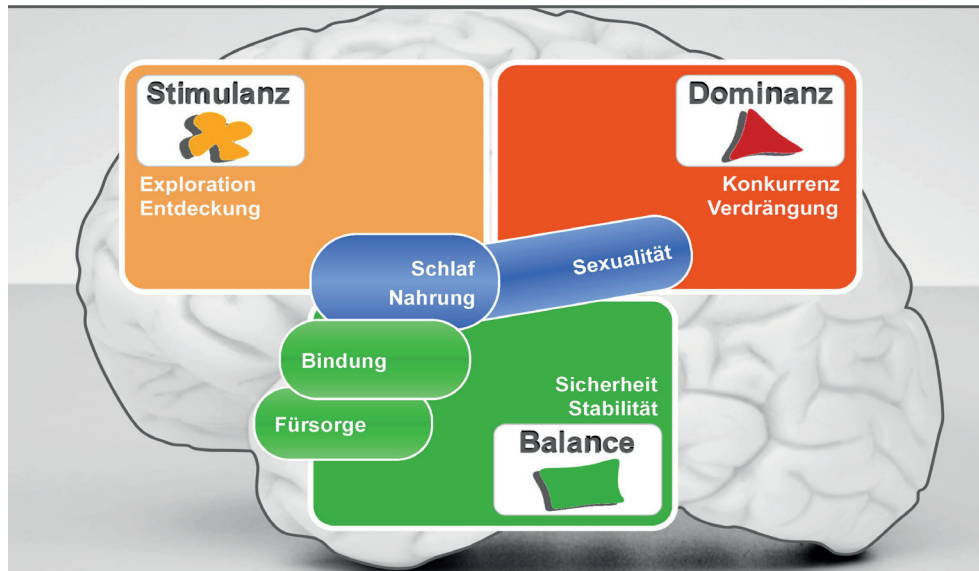 Stimulanz
Exploration
Entdeckung
Dominanz
Konkurrenz
Verdrängung
Schlaf
Nahrung
Sexualität
Bindung
Fürsorge
Sicherheit
Stabilität
Balance